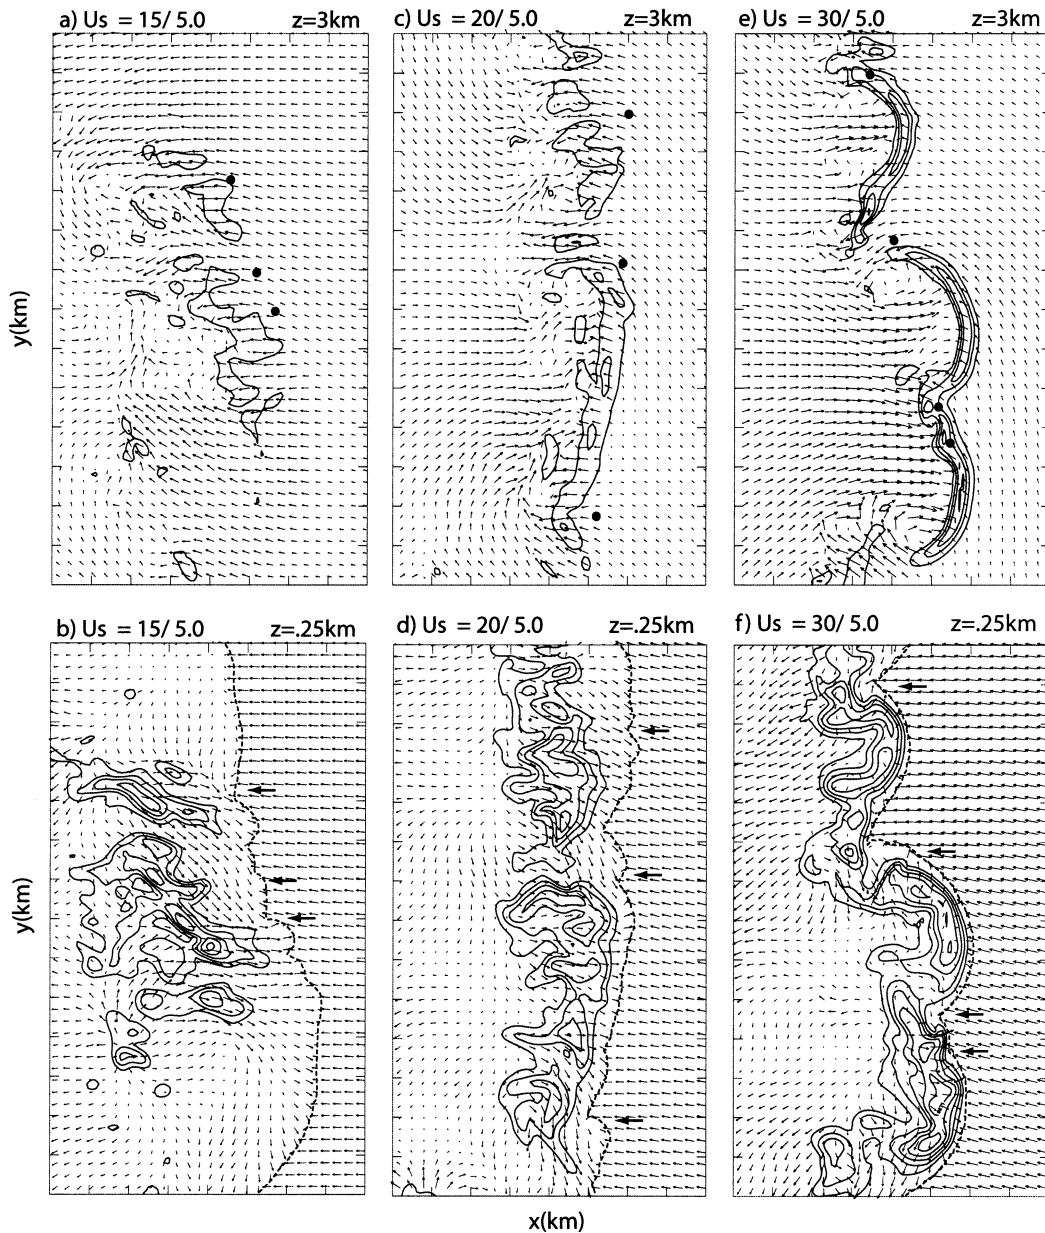 a) Us = 15/ 5.0 z=3km
c) Us = 20/ 5.0 z=3km
e) Us = 30/ 5.0 z=3km
y(km)
b) Us = 15/ 5.0 z=.25km
d) Us = 20/ 5.0 z=.25km
f) Us = 30/ 5.0 z=.25km
y(km)
x(km)